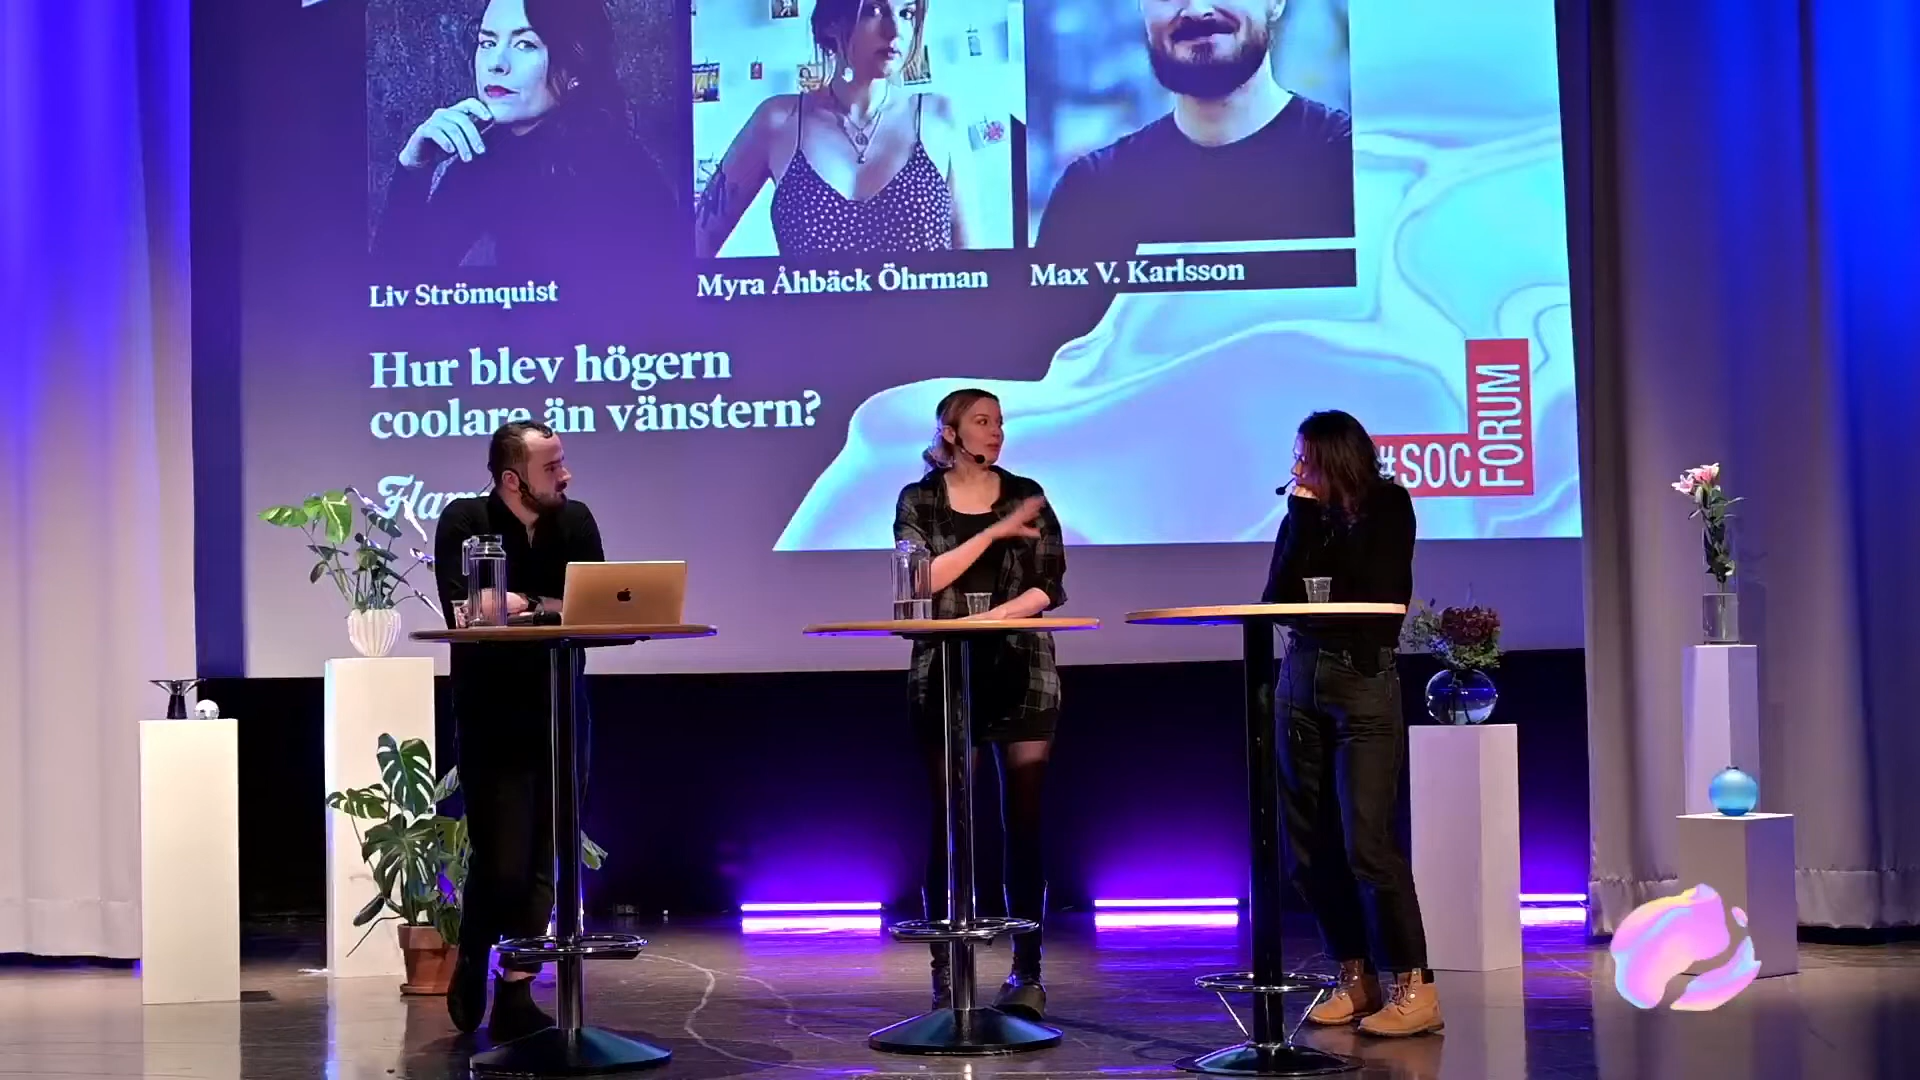 Liv Strömquist
Myra Åhbäck Öhrman
Max V. Karlsson
Hur blev högern
coolare än vänstern?
#SOC
FORUM